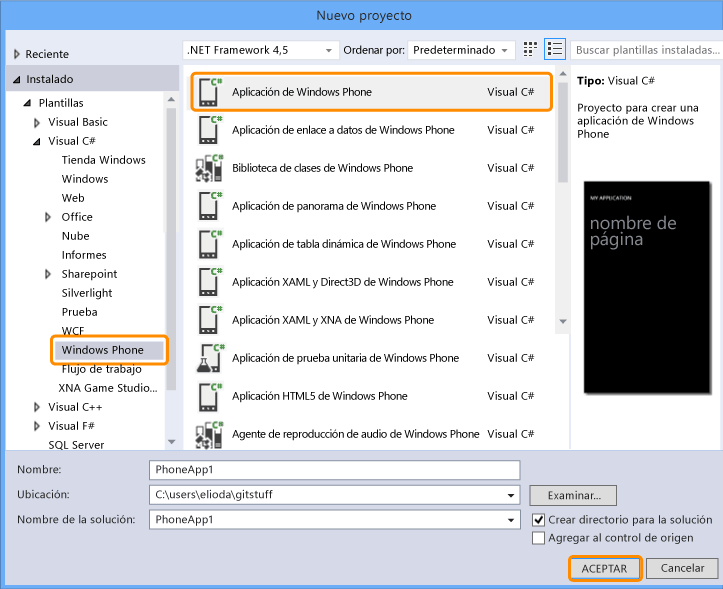 Nuevo proyecto
Reciente
Instalado
Plantillas
Visual Basic
Visual C#
Tienda Windows
Windows
Web
Office
Nube
Informes
Sharepoint
Silverlight
Prueba
WCF
Windows Phone
Flujo de trabajo
XNA Game Studio...
Visual C++
Visual F#
SQL Server
.NET Framework 4,5 Ordenar por: Predeterminado Buscar plantillas instaladas...
C# Aplicación de Windows Phone Visual C#
C# Aplicación de enlace a datos de Windows Phone Visual C#
C# Biblioteca de clases de Windows Phone Visual C#
C# Aplicación de panorama de Windows Phone Visual C#
C# Aplicación de tabla dinámica de Windows Phone Visual C#
C# Aplicación XAML y Direct3D de Windows Phone Visual C#
C# Aplicación XAML y XNA de Windows Phone Visual C#
C# Aplicación de prueba unitaria de Windows Phone Visual C#
C# Aplicación HTML5 de Windows Phone Visual C#
C# Agente de reproducción de audio de Windows Phone Visual C#
Tipo: Visual C#
Proyecto para crear una
aplicación de Windows
Phone
MY APPLICATION
nombre de
página
Nombre: PhoneApp1
Ubicación: C:\users\elioda\gitstuff Examinar...
Nombre de la solución: PhoneApp1 Crear directorio para la solución
Agregar al control de origen
ACEPTAR Cancelar